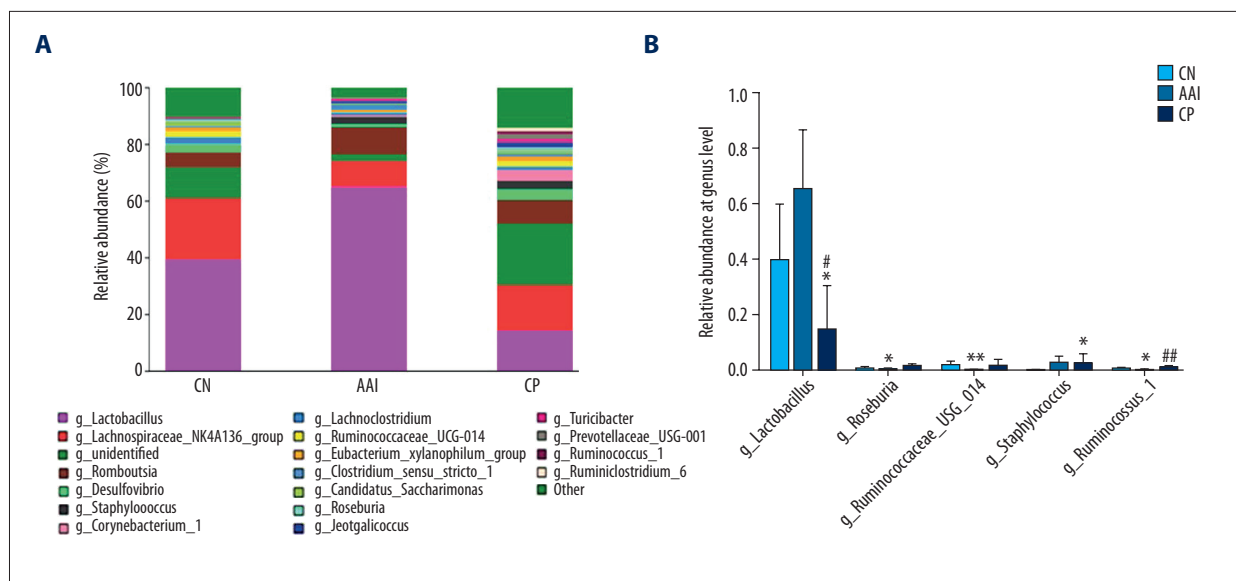 A
Relative abundance (%)
100
80
60
40
20
0
CN
AAI
CP
g_Lactobacillus
g_Lachnospiraceae_NK4A136_group
g_unidentified
g_Romboutsia
g_Desulfovibrio
g_Staphylooococcus
g_Corynebacterium_1
g_Lachnoclostridium
g_Ruminococcaceae_UCG-014
g_Eubacterium_xylanophilum_group
g_Clostridium_sensu_stricto_1
g_Candidatus_Saccharimonas
g_Roseburia
g_Jeotgalicoccus
g_Turicibacter
g_Prevotellaceae_USG-001
g_Ruminococcus_1
g_Ruminiclostridium_6
Other
B
CN
AAI
CP
Relative abundance at genus level
1.0
0.8
0.6
0.4
0.2
0.0
#
*
*
**
*
*
##
g_Lactobacillus
g_Roseburia
g_Ruminoccaceae_USG_014
g_Staphylococcus
g_Ruminocossus_1